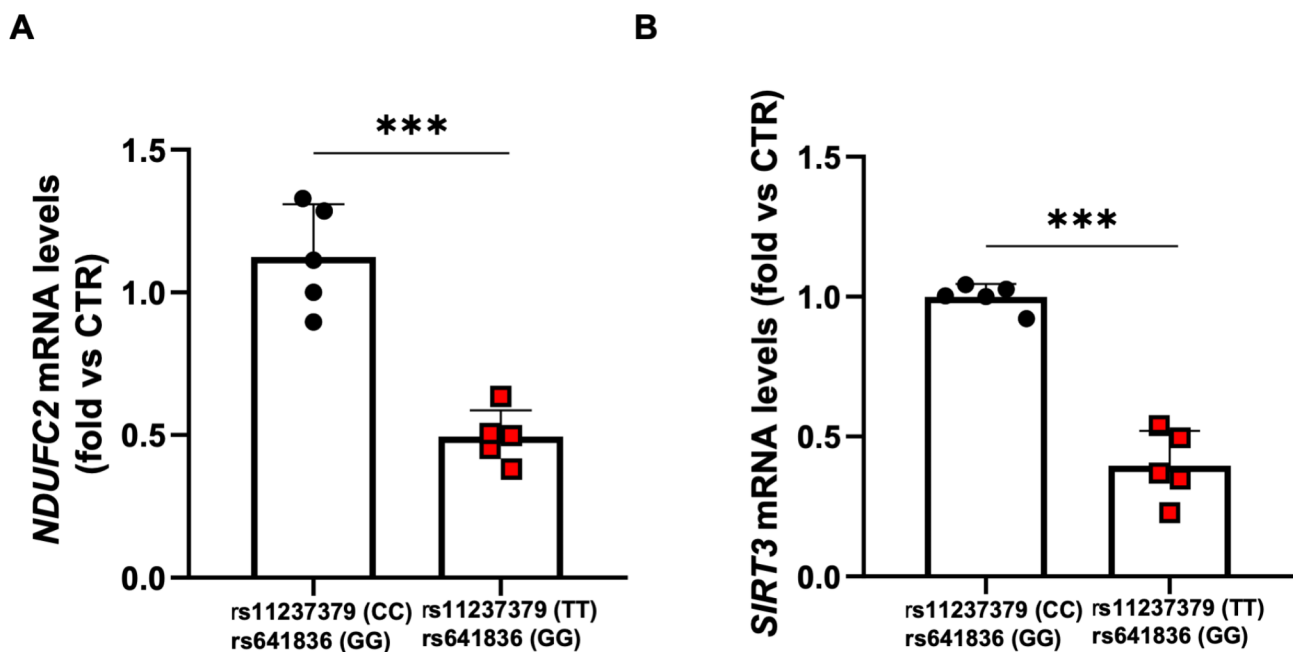 A
B
NDUFC2 mRNA levels
(fold vs CTR)
1.5
1.0
0.5
0.0
***
rs11237379 (CC)
rs641836 (GG)
rs11237379 (TT)
rs641836 (GG)
SIRT3 mRNA levels (fold vs CTR)
1.5
1.0
0.5
0.0
***
rs11237379 (CC)
rs641836 (GG)
rs11237379 (TT)
rs641836 (GG)